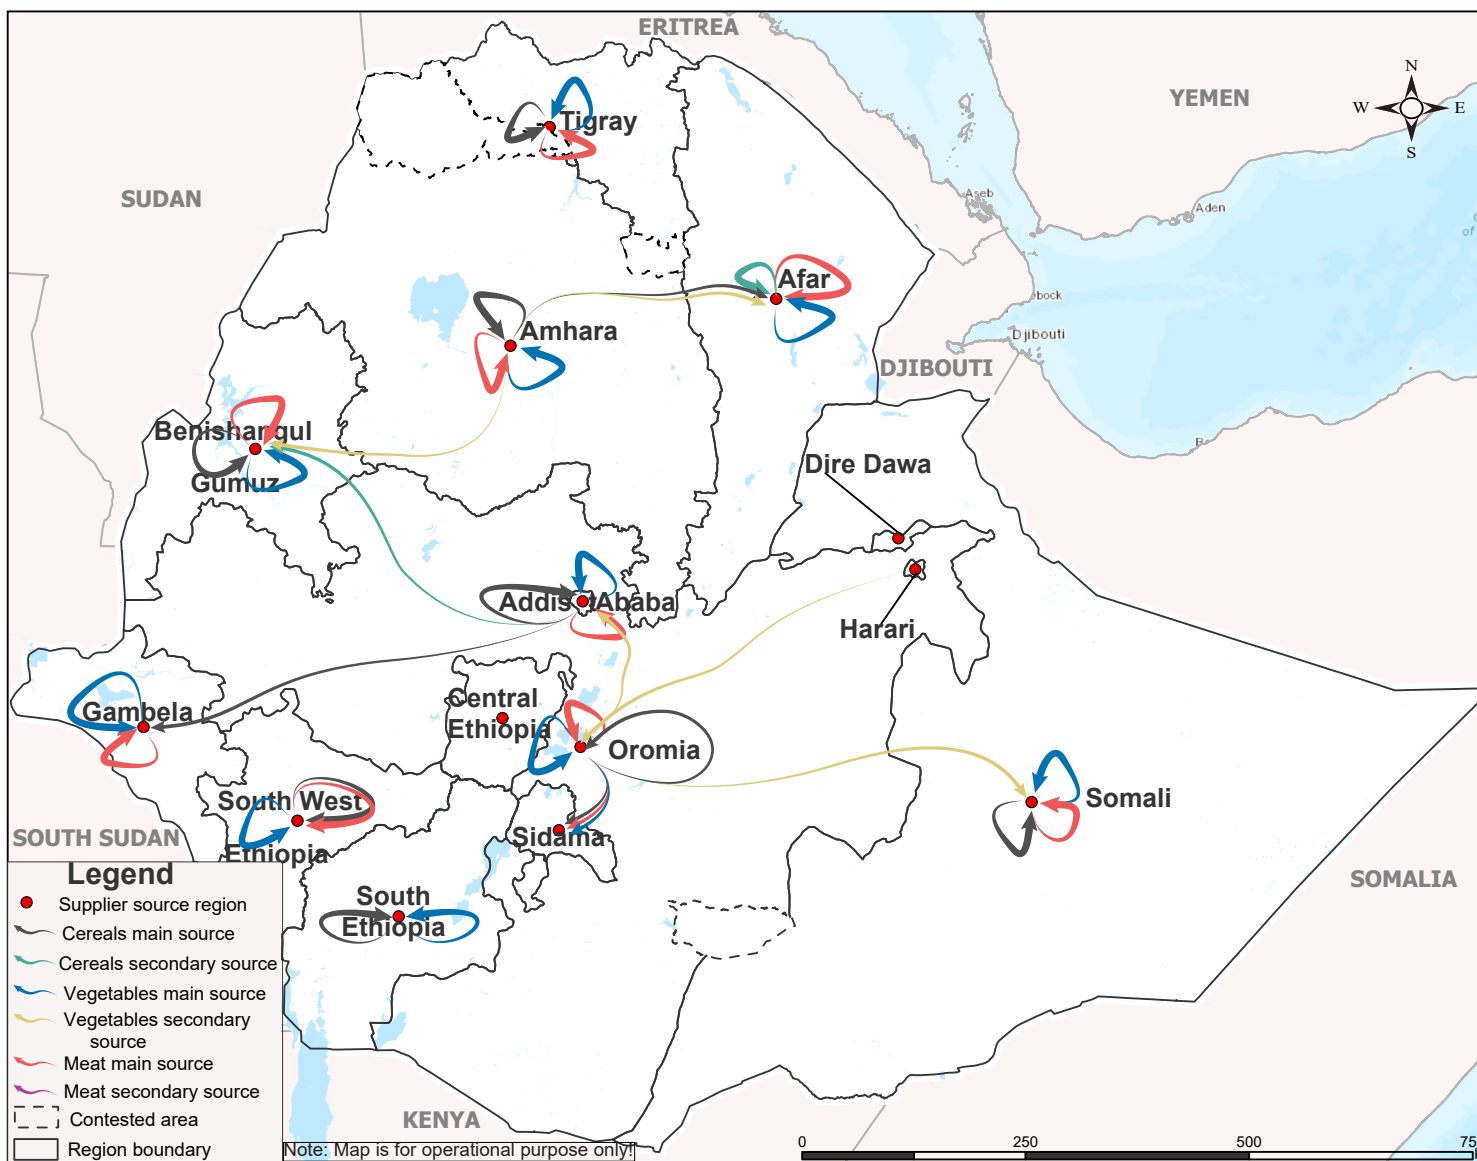 ERITREA
YEMEN
N
W
E
S
Tigray
SUDAN
Aseb
Aden
of
Afar
bock
Amhara
Djibouti
DJIBOUTI
Benishangul
Gumuz
Dire Dawa
Addis Ababa
Harari
Gambela
Central
Ethiopia
Oromia
South West
Ethiopia
Somali
Sidama
SOUTH SUDAN
SOMALIA
South
Ethiopia
Legend
Supplier source region
Cereals main source
Cereals secondary source
Vegetables main source
Vegetables secondary
source
Meat main source
Meat secondary source
Contested area
Region boundary
KENYA
Note: Map is for operational purpose only!
0 250 500 75